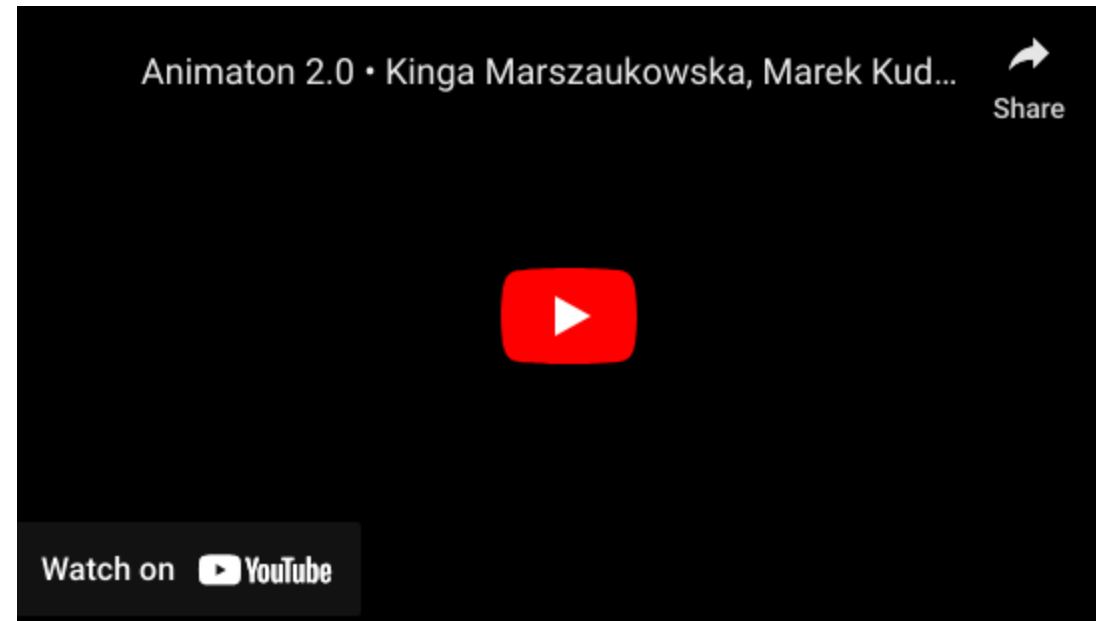 Animaton 2.0 • Kinga Marszaukowska, Marek Kud...
Share
Watch on YouTube